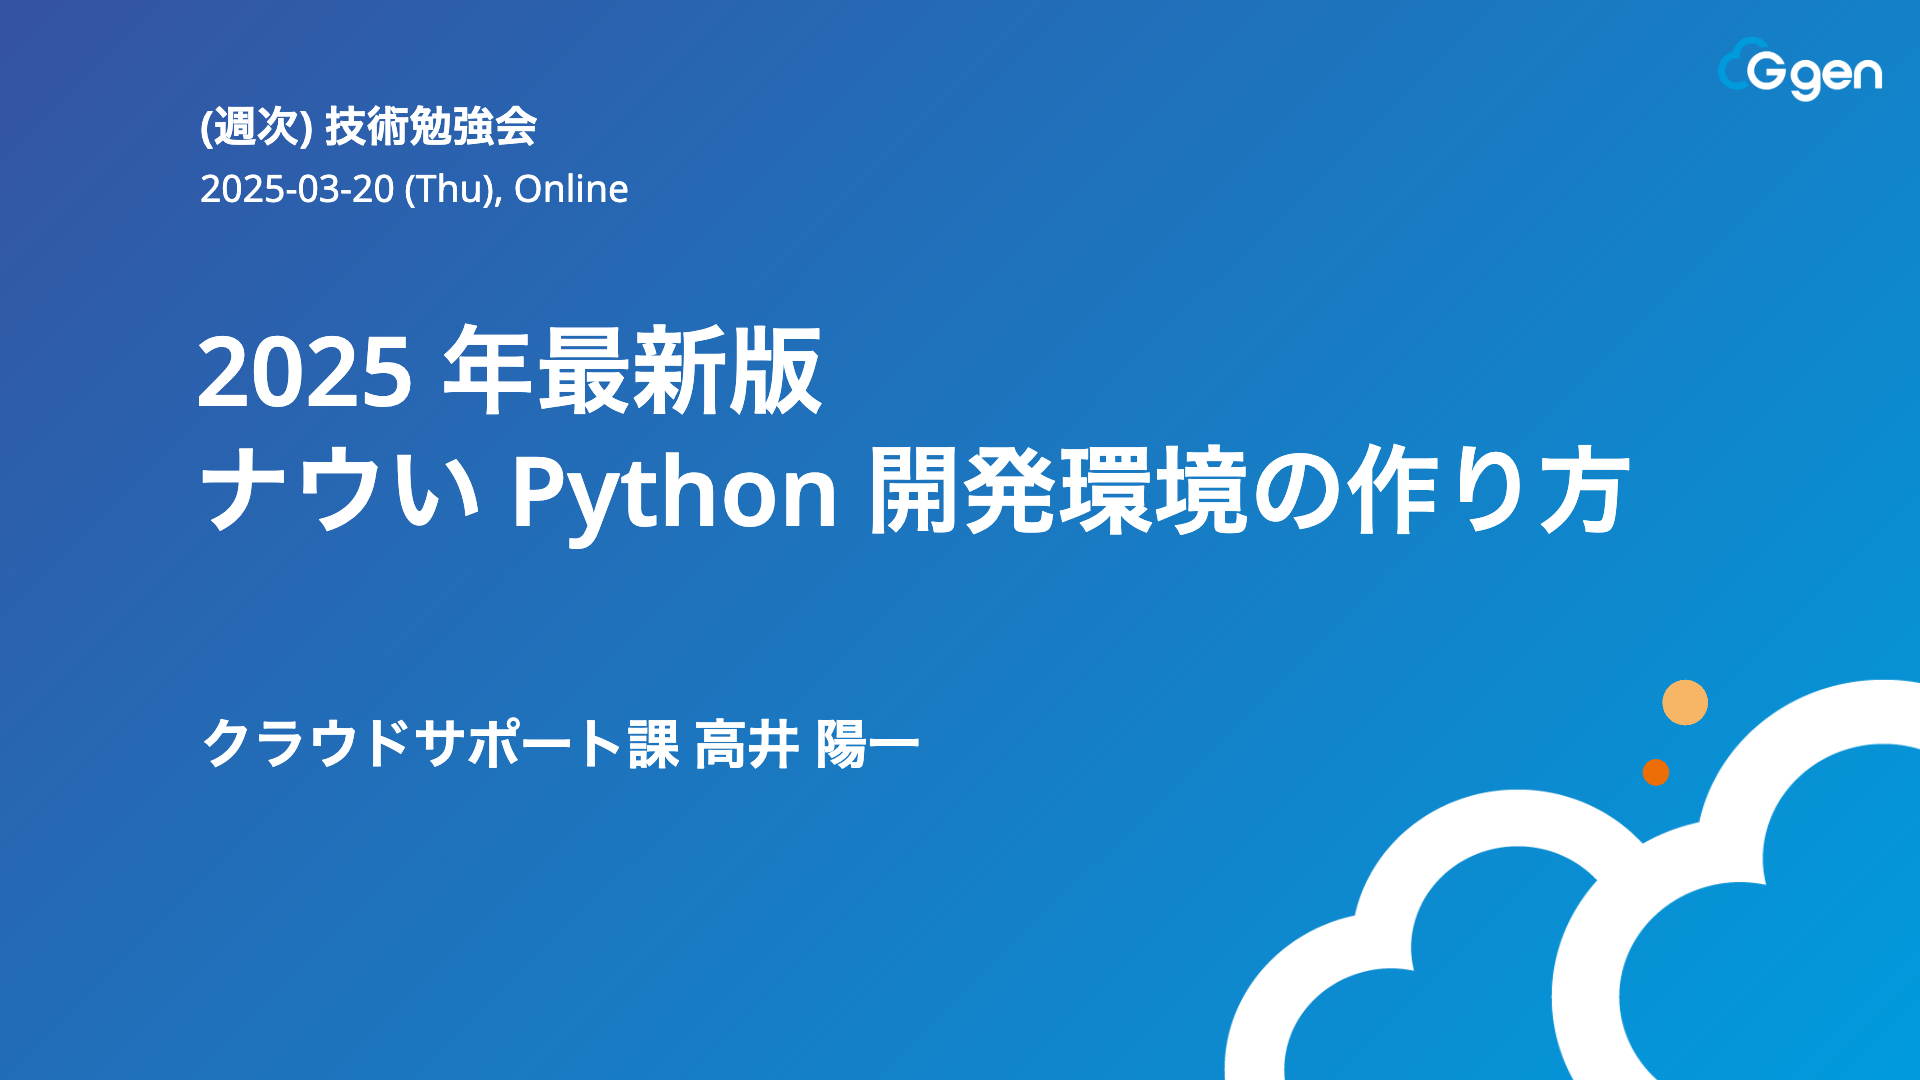 G gen
(週次) 技術勉強会
2025-03-20 (Thu), Online
2025 年最新版
ナウい Python 開発環境の作り方
クラウドサポート課 高井 陽一